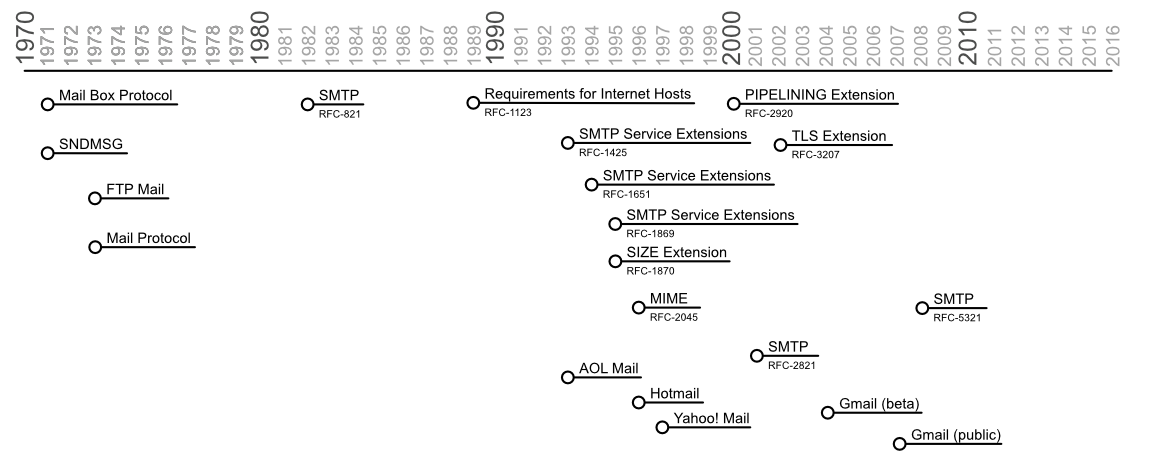 1970 1971 1972 1973 1974 1975 1976 1977 1978 1979 1980 1981 1982 1983 1984 1985 1986 1987 1988 1989 1990 1991 1992 1993 1994 1995 1996 1997 1998 1999 2000 2001 2002 2003 2004 2005 2006 2007 2008 2009 2010 2011 2012 2013 2014 2015 2016
Mail Box Protocol
SMTP
RFC-821
Requirements for Internet Hosts
RFC-1123
PIPELINING Extension
RFC-2920
SNDMSG
SMTP Service Extensions
RFC-1425
TLS Extension
RFC-3207
FTP Mail
SMTP Service Extensions
RFC-1651
Mail Protocol
SMTP Service Extensions
RFC-1869
SIZE Extension
RFC-1870
MIME
RFC-2045
SMTP
RFC-5321
SMTP
RFC-2821
AOL Mail
Hotmail
Yahoo! Mail
Gmail (beta)
Gmail (public)